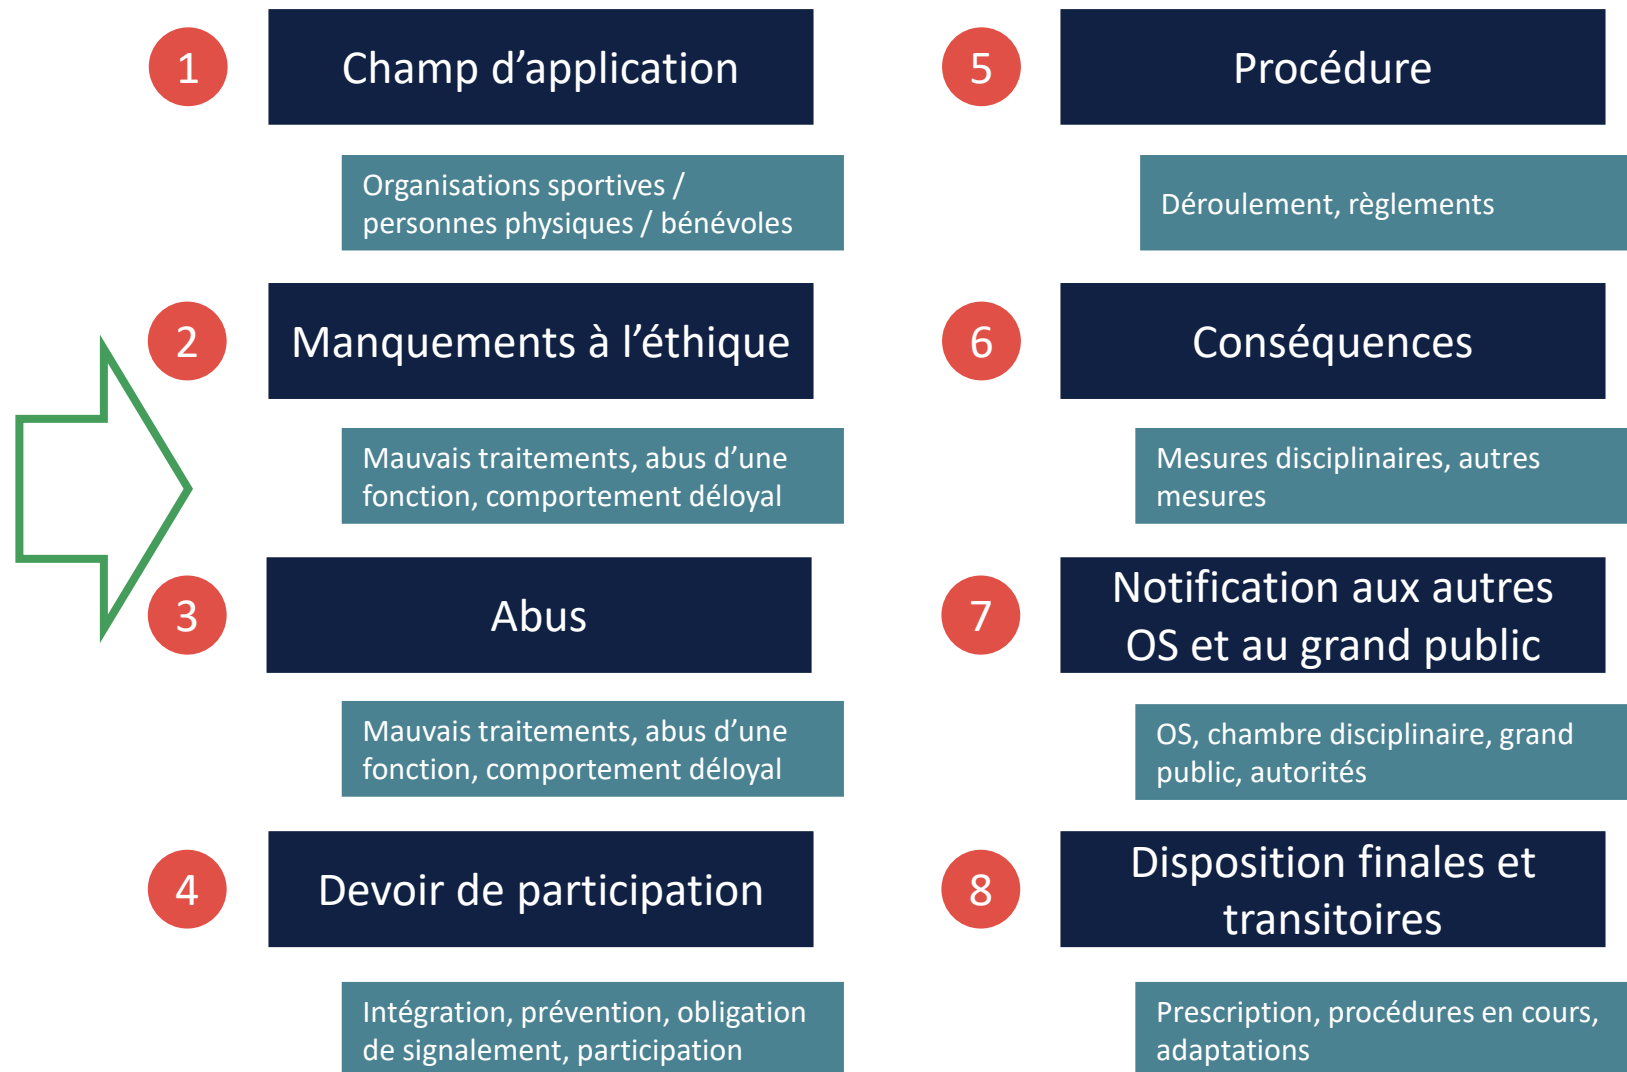 1
Champ d’application
Organisations sportives /
personnes physiques / bénévoles
2
Manquements à l’éthique
Mauvais traitements, abus d’une
fonction, comportement déloyal
3
Abus
Mauvais traitements, abus d’une
fonction, comportement déloyal
4
Devoir de participation
Intégration, prévention, obligation
de signalement, participation
5
Procédure
Déroulement, règlements
6
Conséquences
Mesures disciplinaires, autres
mesures
7
Notification aux autres
OS et au grand public
OS, chambre disciplinaire, grand
public, autorités
8
Disposition finales et
transitoires
Prescription, procédures en cours,
adaptations